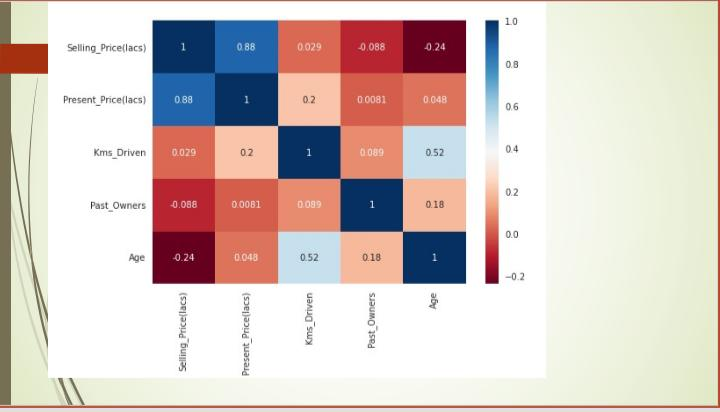 1.0
Selling_Price(lacs) 1 0.88 0.029 -0.088 -0.24
0.8
Present_Price(lacs) 0.88 1 0.2 0.0081 0.048
0.6
Kms_Driven 0.029 0.2 1 0.089 0.52
0.4
0.2
Past_Owners -0.088 0.0081 0.089 1 0.18
0.0
Age -0.24 0.048 0.52 0.18 1
−0.2
Selling_Price(lacs)
Present_Price(lacs)
Kms_Driven
Past_Owners
Age